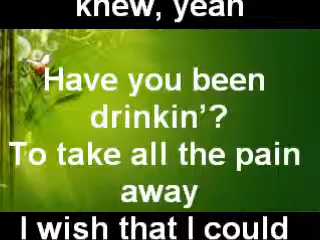 knew, yeah
Have you been
drinkin’?
To take all the pain
away
I wish that I could